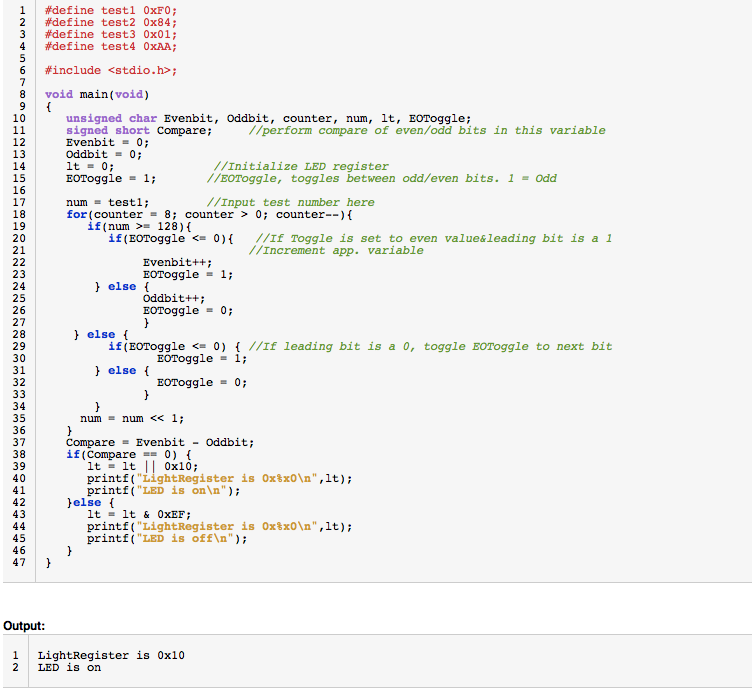 1 #define test1 0xF0;
2 #define test2 0x84;
3 #define test3 0x01;
4 #define test4 0xAA;
5
6 #include <stdio.h>;
7
8 void main(void)
9 {
10 unsigned char Evenbit, Oddbit, counter, num, lt, EOToggle;
11 signed short Compare; //perform compare of even/odd bits in this variable
12 Evenbit = 0;
13 Oddbit = 0;
14 lt = 0; //Initialize LED register
15 EOToggle = 1; //EOToggle, toggles between odd/even bits. 1 = Odd
16
17 num = test1; //Input test number here
18 for(counter = 8; counter > 0; counter--){
19 if(num >= 128){
20 if(EOToggle <= 0){ //If Toggle is set to even value&leading bit is a 1
21 //Increment app. variable
22 Evenbit++;
23 EOToggle = 1;
24 } else {
25 Oddbit++;
26 EOToggle = 0;
27 }
28 } else {
29 if(EOToggle <= 0) { //If leading bit is a 0, toggle EOToggle to next bit
30 EOToggle = 1;
31 } else {
32 EOToggle = 0;
33 }
34 }
35 num = num << 1;
36 }
37 Compare = Evenbit - Oddbit;
38 if(Compare == 0) {
39 lt = lt || 0x10;
40 printf("LightRegister is 0x%x0\n",lt);
41 printf("LED is on\n");
42 }else {
43 lt = lt & 0xEF;
44 printf("LightRegister is 0x%x0\n",lt);
45 printf("LED is off\n");
46 }
47 }
Output:
1 LightRegister is 0x10
2 LED is on